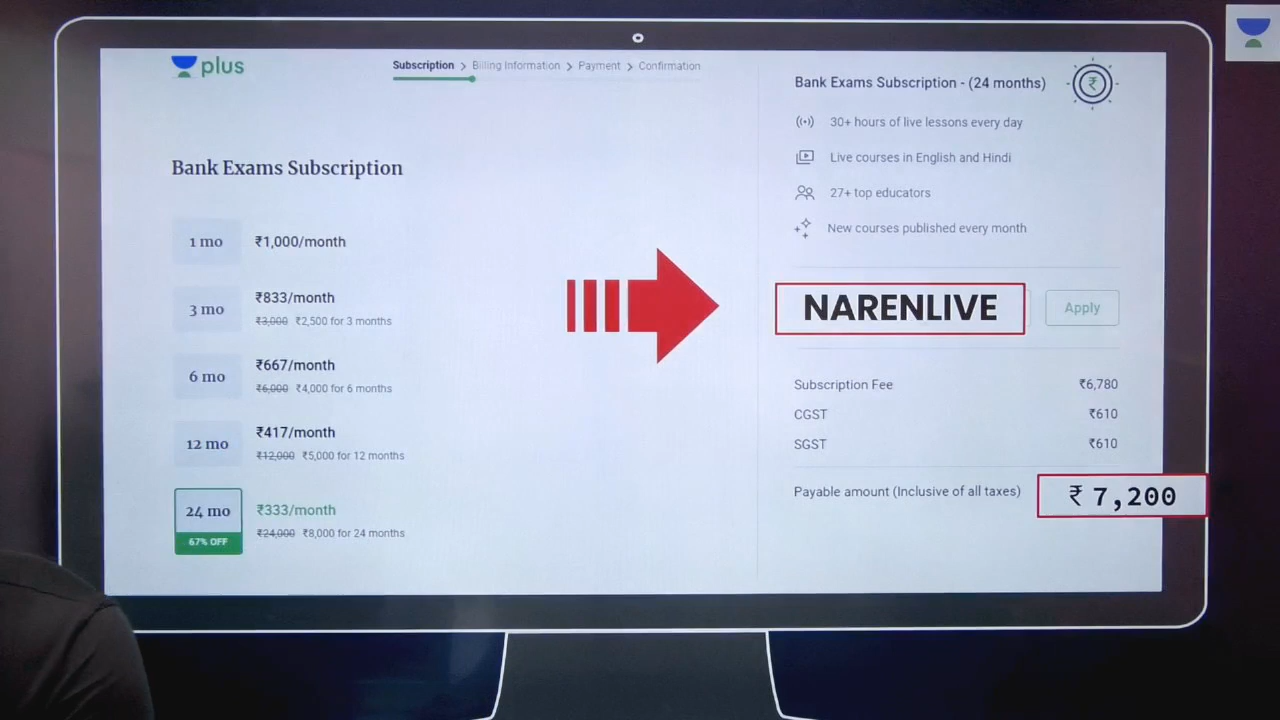 plus
Subscription > Billing Information > Payment > Confirmation
Bank Exams Subscription
1 mo ₹1,000/month
3 mo ₹833/month
₹3,000 ₹2,500 for 3 months
6 mo ₹667/month
₹6,000 ₹4,000 for 6 months
12 mo ₹417/month
₹12,000 ₹5,000 for 12 months
24 mo ₹333/month
67% OFF ₹24,000 ₹8,000 for 24 months
Bank Exams Subscription - (24 months)
₹
30+ hours of live lessons every day
Live courses in English and Hindi
27+ top educators
New courses published every month
NARENLIVE Apply
Subscription Fee ₹6,780
CGST ₹610
SGST ₹610
Payable amount (Inclusive of all taxes) ₹ 7,200